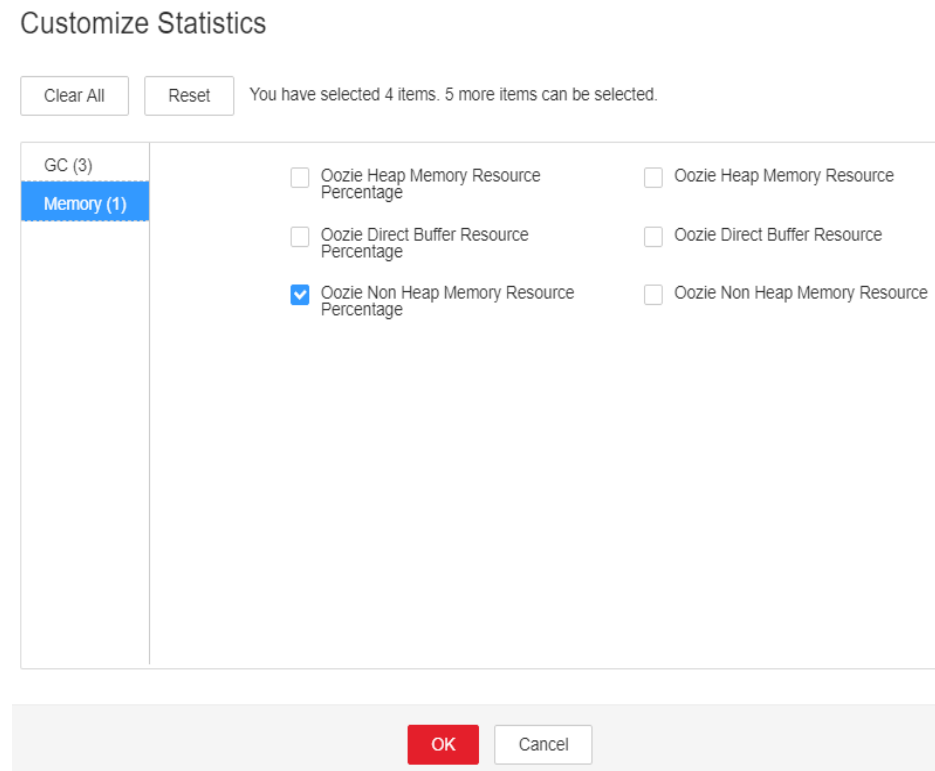 Customize Statistics
Clear All
Reset
You have selected 4 items. 5 more items can be selected.
GC (3)
Memory (1)
Oozie Heap Memory Resource
Percentage
Oozie Heap Memory Resource
Oozie Direct Buffer Resource
Percentage
Oozie Direct Buffer Resource
Oozie Non Heap Memory Resource
Percentage
Oozie Non Heap Memory Resource
OK
Cancel